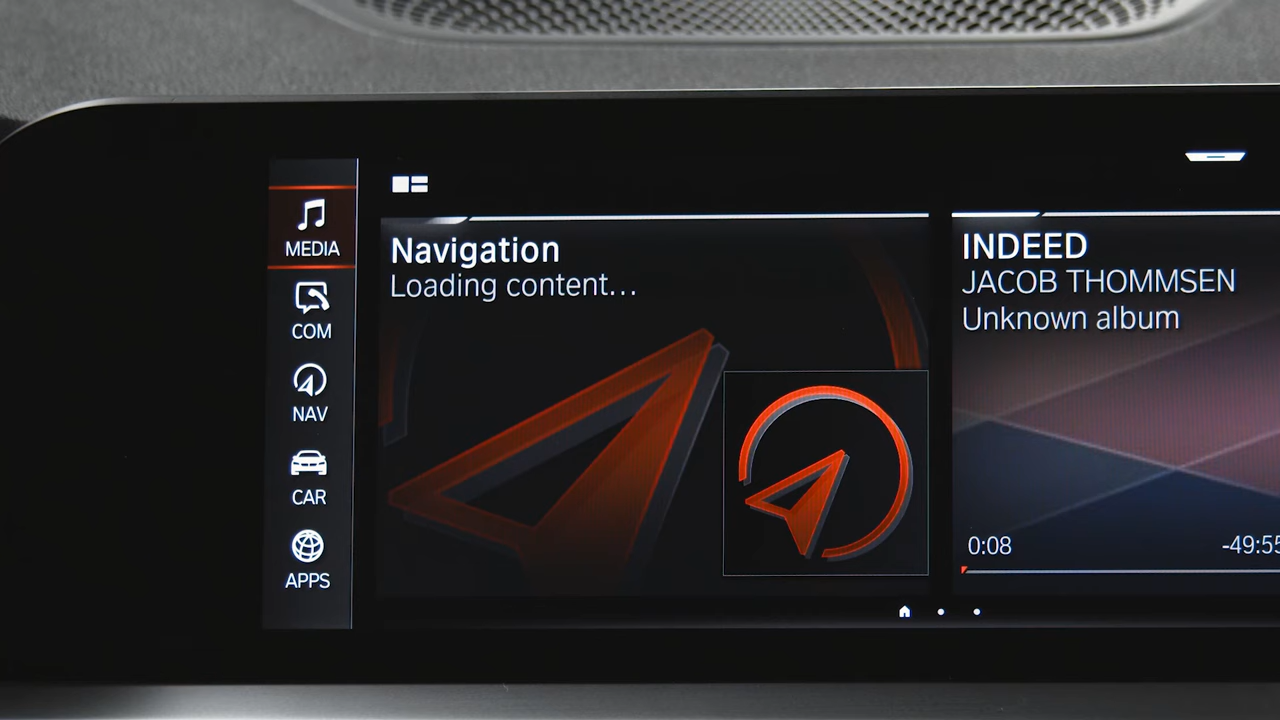 MEDIA
COM
NAV
CAR
APPS
Navigation
Loading content...
INDEED
JACOB THOMMSEN
Unknown album
0:08
-49:55